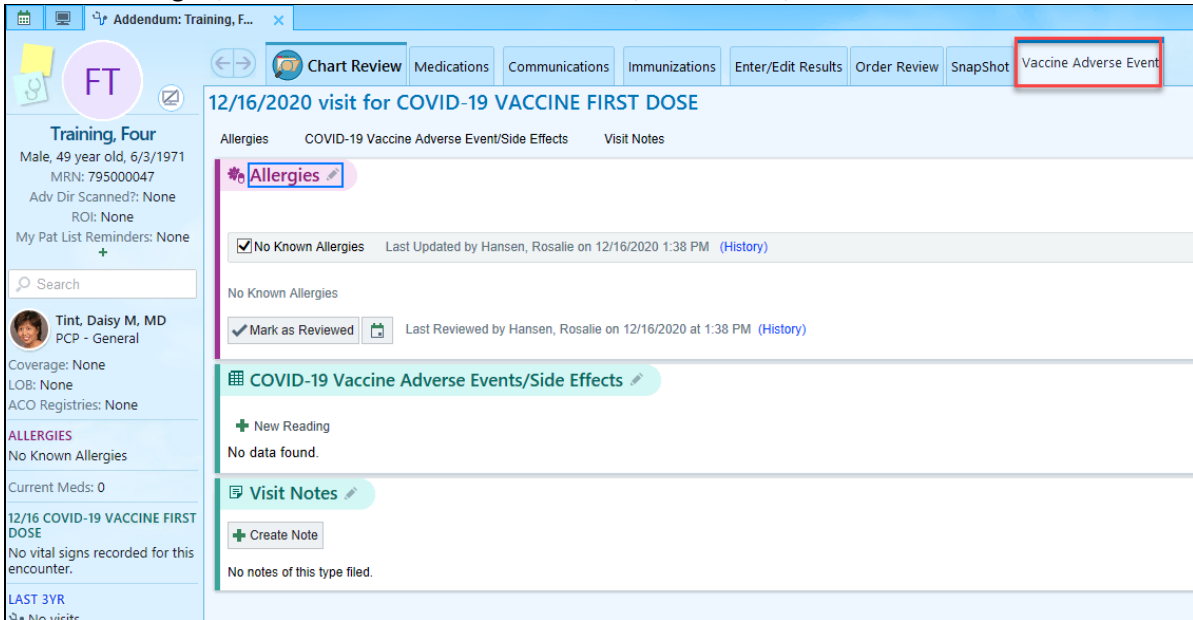 Addendum: Training, F...
FT
Training, Four
Male, 49 year old, 6/3/1971
MRN: 795000047
Adv Dir Scanned?: None
ROI: None
My Pat List Reminders: None
Search
Tint, Daisy M, MD
PCP - General
Coverage: None
LOB: None
ACO Registries: None
ALLERGIES
No Known Allergies
Current Meds: 0
12/16 COVID-19 VACCINE FIRST
DOSE
No vital signs recorded for this
encounter.
LAST 3YR
No visits
Chart Review Medications Communications Immunizations Enter/Edit Results Order Review SnapShot Vaccine Adverse Event
12/16/2020 visit for COVID-19 VACCINE FIRST DOSE
Allergies COVID-19 Vaccine Adverse Event/Side Effects Visit Notes
Allergies
No Known Allergies Last Updated by Hansen, Rosalie on 12/16/2020 1:38 PM (History)
No Known Allergies
Mark as Reviewed Last Reviewed by Hansen, Rosalie on 12/16/2020 at 1:38 PM (History)
COVID-19 Vaccine Adverse Events/Side Effects
New Reading
No data found.
Visit Notes
Create Note
No notes of this type filed.